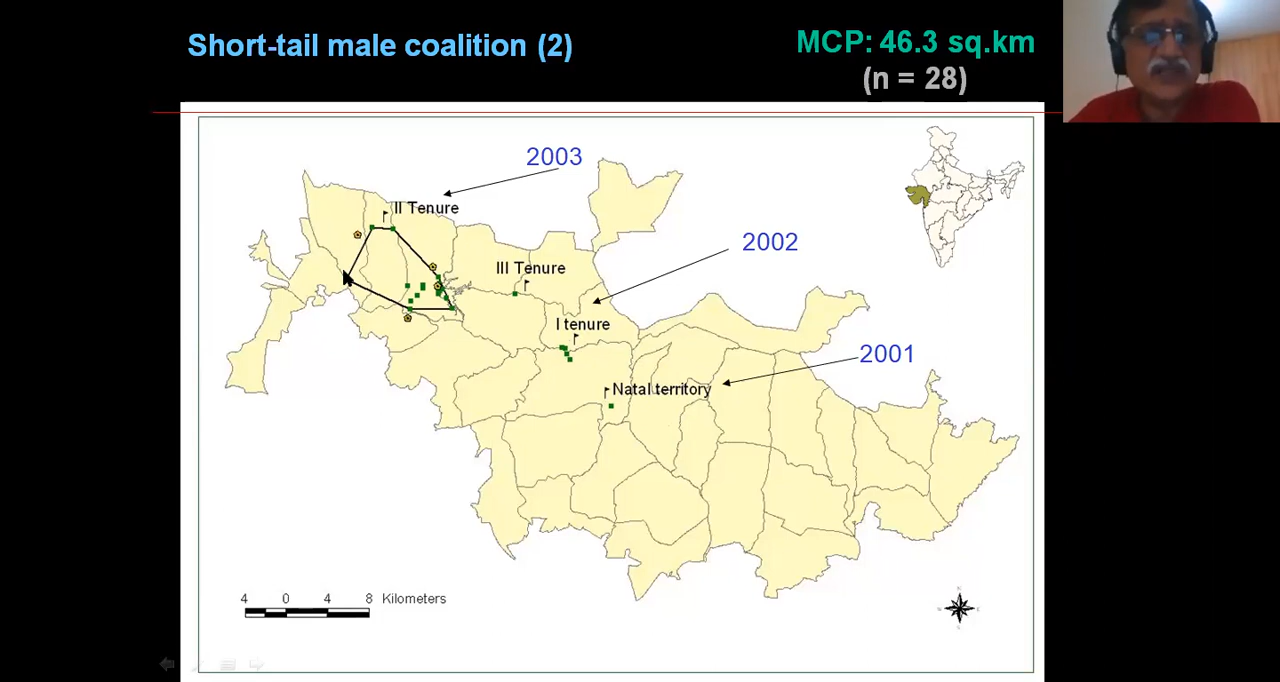 Short-tail male coalition (2)
MCP: 46.3 sq.km
(n = 28)
2003
II Tenure
2002
III Tenure
I tenure
2001
Natal territory
4 0 4 8 Kilometers